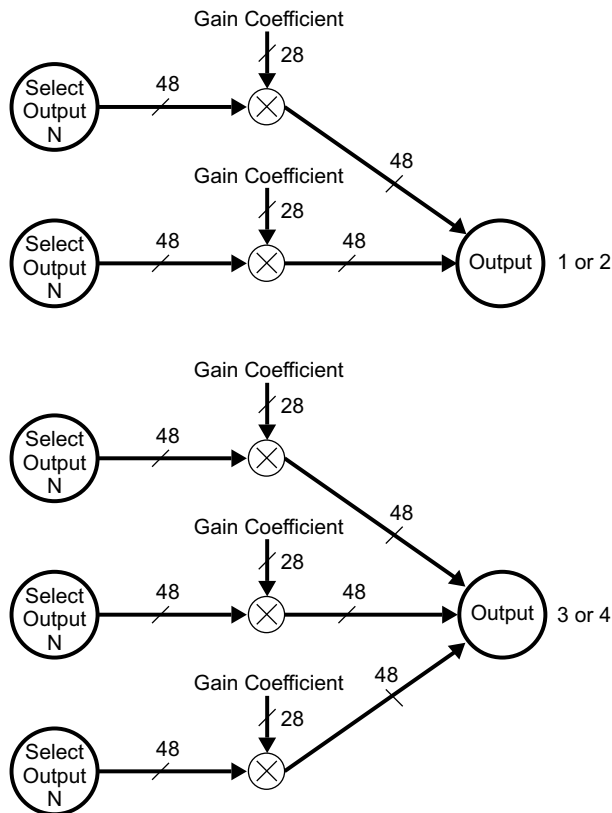 Gain Coefficient
28
Select
Output
N
48
48
Gain Coefficient
28
Select
Output
N
48
48
Output
1 or 2
Gain Coefficient
28
Select
Output
N
48
48
Gain Coefficient
28
Select
Output
N
48
48
Output
3 or 4
Gain Coefficient
28
48
Select
Output
N
48